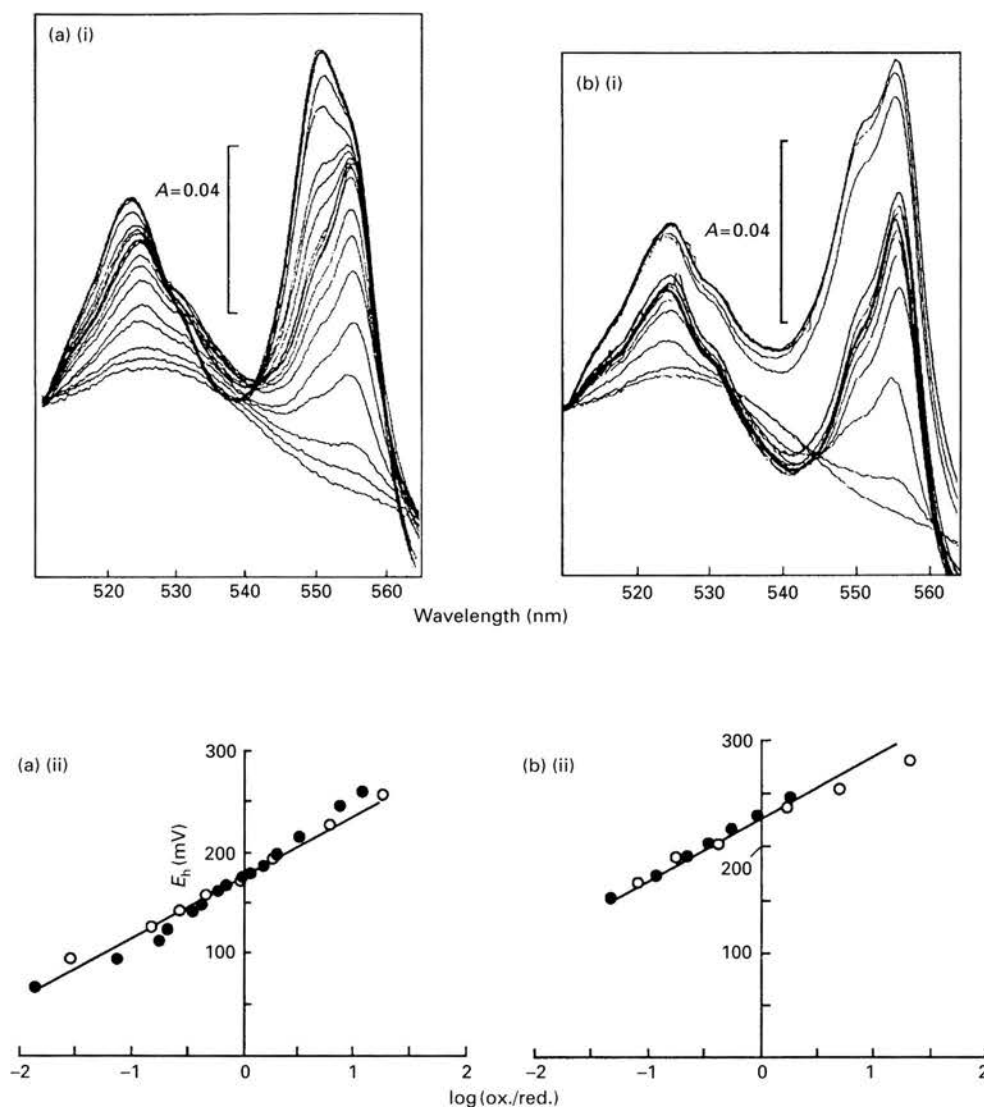 (a) (i)
A=0.04
520 530 540 550 560
(b) (i)
A=0.04
520 530 540 550 560
Wavelength (nm)
(a) (ii)
300
200
100
E_h (mV)
−2 −1 0 1 2
(b) (ii)
300
200
100
−2 −1 0 1 2
log(ox./red.)